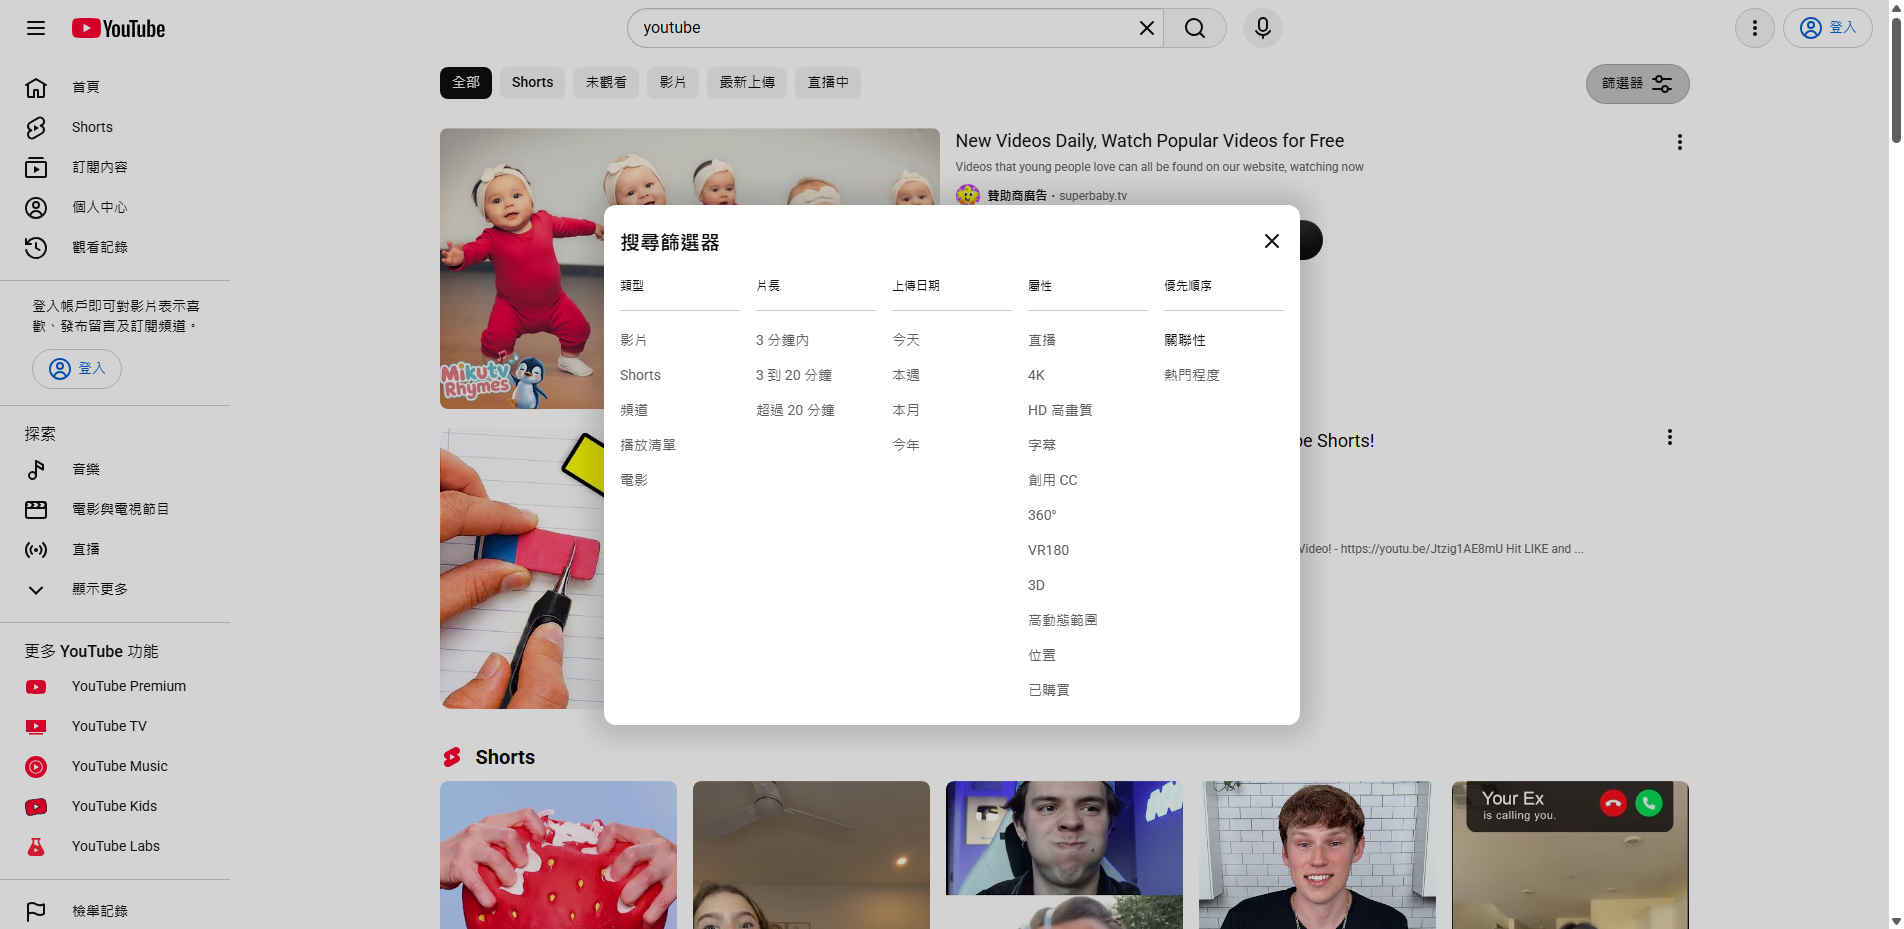 YouTube
youtube
登入
首頁
Shorts
訂閱內容
個人中心
觀看記錄
登入帳戶即可對影片表示喜
歡、發布留言及訂閱頻道。
登入
探索
音樂
電影與電視節目
直播
顯示更多
更多 YouTube 功能
YouTube Premium
YouTube TV
YouTube Music
YouTube Kids
YouTube Labs
檢舉記錄
全部
Shorts
未觀看
影片
最新上傳
直播中
篩選器
New Videos Daily, Watch Popular Videos for Free
Videos that young people love can all be found on our website, watching now
贊助商廣告・superbaby.tv
Mikutv
Rhymes
搜尋篩選器
類型
影片
Shorts
頻道
播放清單
電影
片長
3 分鐘內
3 到 20 分鐘
超過 20 分鐘
上傳日期
今天
本週
本月
今年
屬性
直播
4K
HD 高畫質
字幕
創用 CC
360°
VR180
3D
高動態範圍
位置
已購買
優先順序
關聯性
熱門程度
be Shorts!
Video! - https://youtu.be/Jtzig1AE8mU Hit LIKE and ...
Shorts
Your Ex
is calling you.